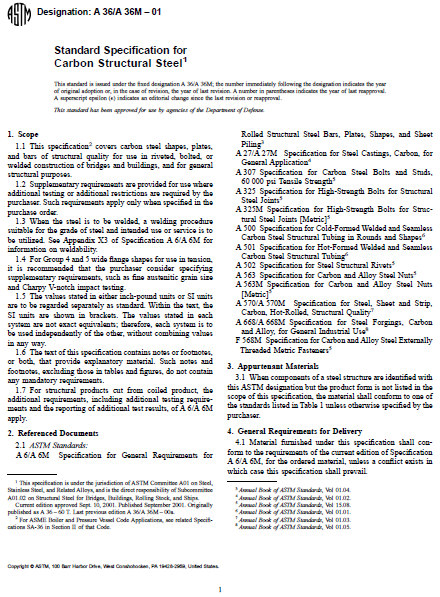 ASTM
Designation: A 36/A 36M – 01
Standard Specification for
Carbon Structural Steel1
This standard is issued under the fixed designation A 36/A 36M; the number immediately following the designation indicates the year
of original adoption or, in the case of revision, the year of last revision. A number in parentheses indicates the year of last reapproval.
A superscript epsilon (ϵ) indicates an editorial change since the last revision or reapproval.
This standard has been approved for use by agencies of the Department of Defense.
1. Scope
1.1 This specification2 covers carbon steel shapes, plates,
and bars of structural quality for use in riveted, bolted, or
welded construction of bridges and buildings, and for general
structural purposes.
1.2 Supplementary requirements are provided for use where
additional testing or additional restrictions are required by the
purchaser. Such requirements apply only when specified in the
purchase order.
1.3 When the steel is to be welded, a welding procedure
suitable for the grade of steel and intended use or service is to
be utilized. See Appendix X3 of Specification A 6/A 6M for
information on weldability.
1.4 For Group 4 and 5 wide flange shapes for use in tension,
it is recommended that the purchaser consider specifying
supplementary requirements, such as fine austenitic grain size
and Charpy V-notch impact testing.
1.5 The values stated in either inch-pound units or SI units
are to be regarded separately as standard. Within the text, the
SI units are shown in brackets. The values stated in each
system are not exact equivalents; therefore, each system is to
be used independently of the other, without combining values
in any way.
1.6 The text of this specification contains notes or footnotes,
or both, that provide explanatory material. Such notes and
footnotes, excluding those in tables and figures, do not contain
any mandatory requirements.
1.7 For structural products cut from coiled product, the
additional requirements, including additional testing require-
ments and the reporting of additional test results, of A 6/A 6M
apply.
2. Referenced Documents
2.1 ASTM Standards:
A 6/A 6M Specification for General Requirements for
Rolled Structural Steel Bars, Plates, Shapes, and Sheet
Piling3
A 27/A 27M Specification for Steel Castings, Carbon, for
General Application4
A 307 Specification for Carbon Steel Bolts and Studs,
60 000 psi Tensile Strength5
A 325 Specification for High-Strength Bolts for Structural
Steel Joints5
A 325M Specification for High-Strength Bolts for Struc-
tural Steel Joints [Metric]5
A 500 Specification for Cold-Formed Welded and Seamless
Carbon Steel Structural Tubing in Rounds and Shapes6
A 501 Specification for Hot-Formed Welded and Seamless
Carbon Steel Structural Tubing6
A 502 Specification for Steel Structural Rivets5
A 563 Specification for Carbon and Alloy Steel Nuts5
A 563M Specification for Carbon and Alloy Steel Nuts
[Metric]5
A 570/A 570M Specification for Steel, Sheet and Strip,
Carbon, Hot-Rolled, Structural Quality7
A 668/A 668M Specification for Steel Forgings, Carbon
and Alloy, for General Industrial Use8
F 568M Specification for Carbon and Alloy Steel Externally
Threaded Metric Fasteners5
3. Appurtenant Materials
3.1 When components of a steel structure are identified with
this ASTM designation but the product form is not listed in the
scope of this specification, the material shall conform to one of
the standards listed in Table 1 unless otherwise specified by the
purchaser.
4. General Requirements for Delivery
4.1 Material furnished under this specification shall con-
form to the requirements of the current edition of Specification
A 6/A 6M, for the ordered material, unless a conflict exists in
which case this specification shall prevail.
1 This specification is under the jurisdiction of ASTM Committee A01 on Steel,
Stainless Steel, and Related Alloys, and is the direct responsibility of Subcommittee
A01.02 on Structural Steel for Bridges, Buildings, Rolling Stock, and Ships.
Current edition approved Sept. 10, 2001. Published September 2001. Originally
published as A 36 – 60 T. Last previous edition A 36/A 36M – 00a.
2 For ASME Boiler and Pressure Vessel Code Applications, see related Specifi-
cations SA-36 in Section II of that Code.
3 Annual Book of ASTM Standards, Vol 01.04.
4 Annual Book of ASTM Standards, Vol 01.02.
5 Annual Book of ASTM Standards, Vol 15.08.
6 Annual Book of ASTM Standards, Vol 01.01.
7 Annual Book of ASTM Standards, Vol 01.03.
8 Annual Book of ASTM Standards, Vol 01.05.
Copyright © ASTM, 100 Barr Harbor Drive, West Conshohocken, PA 19428-2959, United States.
1